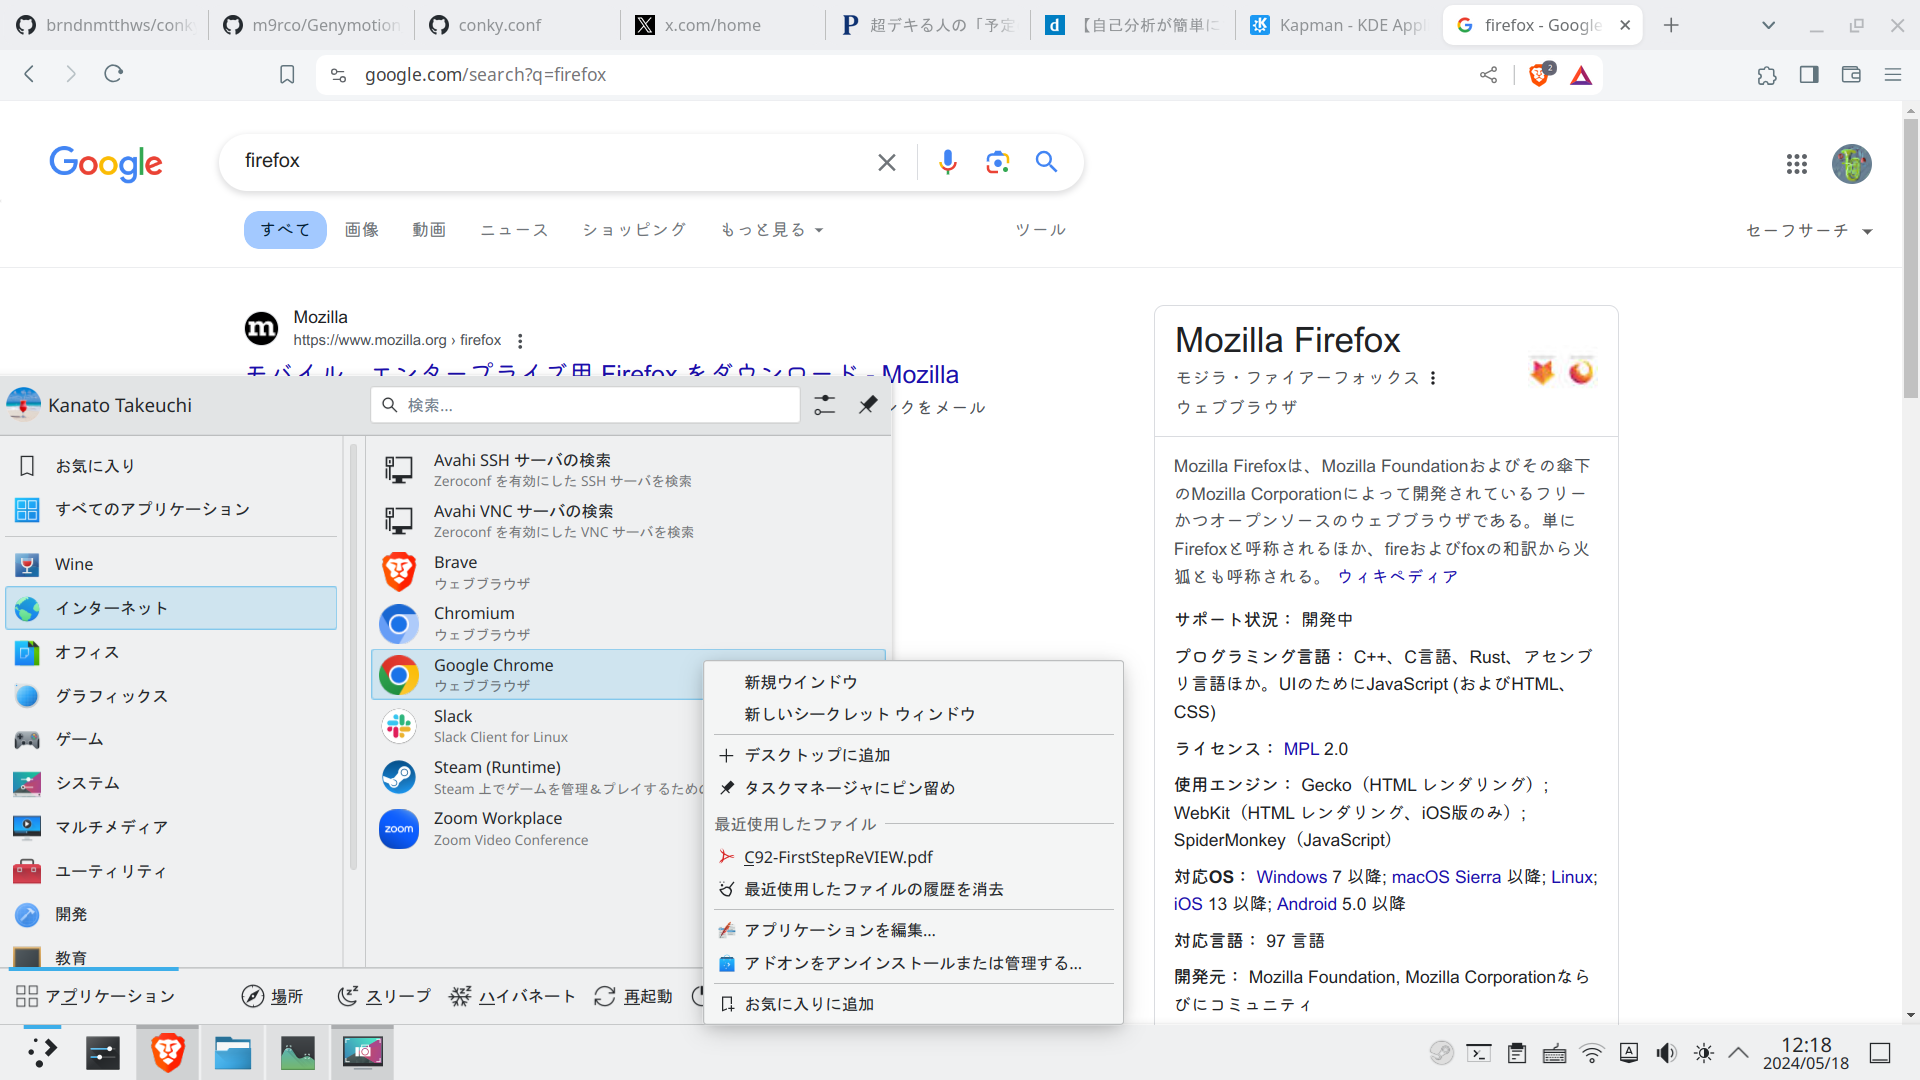 brndnmtthws/conk
m9rco/Genymotion
conky.conf
x.com/home
超デキる人の「予定
【自己分析が簡単に
Kapman - KDE Appl
firefox - Google
google.com/search?q=firefox
2
Google
firefox
すべて
画像
動画
ニュース
ショッピング
もっと見る
ツール
セーフサーチ
Mozilla
https://www.mozilla.org › firefox
モバイル、エンタープライズ用 Firefox をダウンロード - Mozilla
ンクをメール
Kanato Takeuchi
検索...
お気に入り
すべてのアプリケーション
Wine
インターネット
オフィス
グラフィックス
ゲーム
システム
マルチメディア
ユーティリティ
開発
教育
Avahi SSH サーバの検索
Zeroconf を有効にした SSH サーバを検索
Avahi VNC サーバの検索
Zeroconf を有効にした VNC サーバを検索
Brave
ウェブブラウザ
Chromium
ウェブブラウザ
Google Chrome
ウェブブラウザ
Slack
Slack Client for Linux
Steam (Runtime)
Steam 上でゲームを管理＆プレイするための
Zoom Workplace
Zoom Video Conference
新規ウインドウ
新しいシークレット ウィンドウ
デスクトップに追加
タスクマネージャにピン留め
最近使用したファイル
C92-FirstStepReVIEW.pdf
最近使用したファイルの履歴を消去
アプリケーションを編集...
アドオンをアンインストールまたは管理する...
お気に入りに追加
アプリケーション
場所
スリープ
ハイバネート
再起動
Mozilla Firefox
モジラ・ファイアーフォックス
ウェブブラウザ
Mozilla Firefoxは、Mozilla Foundationおよびその傘下
のMozilla Corporationによって開発されているフリー
かつオープンソースのウェブブラウザである。単に
Firefoxと呼称されるほか、fireおよびfoxの和訳から火
狐とも呼称される。 ウィキペディア
サポート状況： 開発中
プログラミング言語： C++、C言語、Rust、アセンブ
リ言語ほか。UIのためにJavaScript (およびHTML、
CSS)
ライセンス： MPL 2.0
使用エンジン： Gecko（HTML レンダリング）;
WebKit（HTML レンダリング、iOS版のみ）;
SpiderMonkey（JavaScript）
対応OS： Windows 7 以降; macOS Sierra 以降; Linux;
iOS 13 以降; Android 5.0 以降
対応言語： 97 言語
開発元： Mozilla Foundation, Mozilla Corporationなら
びにコミュニティ
12:18
2024/05/18